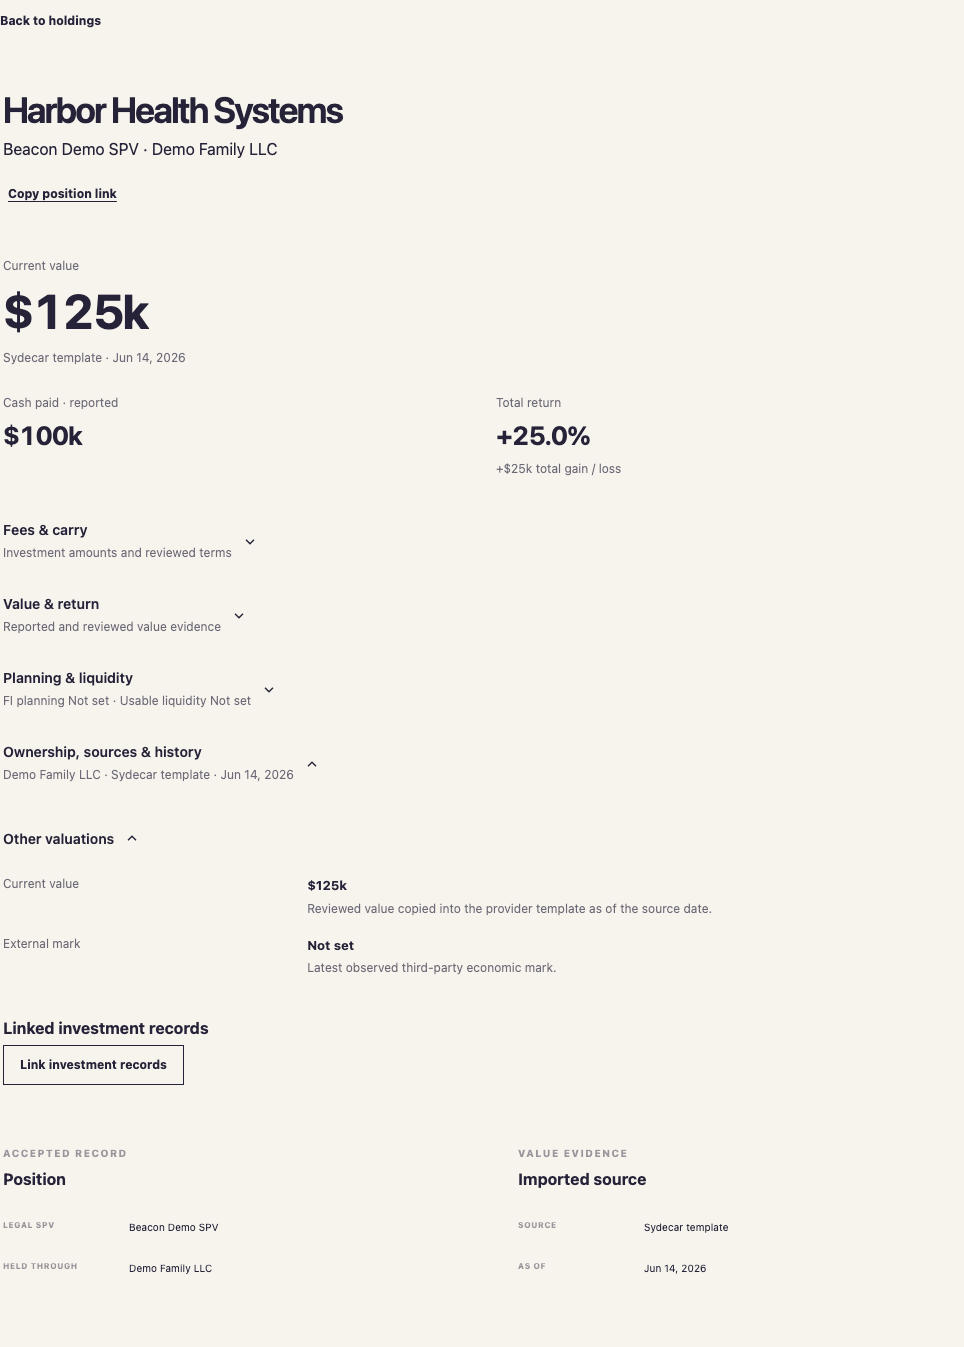 Back to holdings
Harbor Health Systems
Beacon Demo SPV · Demo Family LLC
Copy position link
Current value
$125k
Sydecar template · Jun 14, 2026
Cash paid · reported
$100k
Total return
+25.0%
+$25k total gain / loss
Fees & carry
Investment amounts and reviewed terms
Value & return
Reported and reviewed value evidence
Planning & liquidity
FI planning Not set · Usable liquidity Not set
Ownership, sources & history
Demo Family LLC · Sydecar template · Jun 14, 2026
Other valuations
Current value
$125k
Reviewed value copied into the provider template as of the source date.
External mark
Not set
Latest observed third-party economic mark.
Linked investment records
Link investment records
ACCEPTED RECORD
Position
LEGAL SPV
Beacon Demo SPV
HELD THROUGH
Demo Family LLC
VALUE EVIDENCE
Imported source
SOURCE
Sydecar template
AS OF
Jun 14, 2026